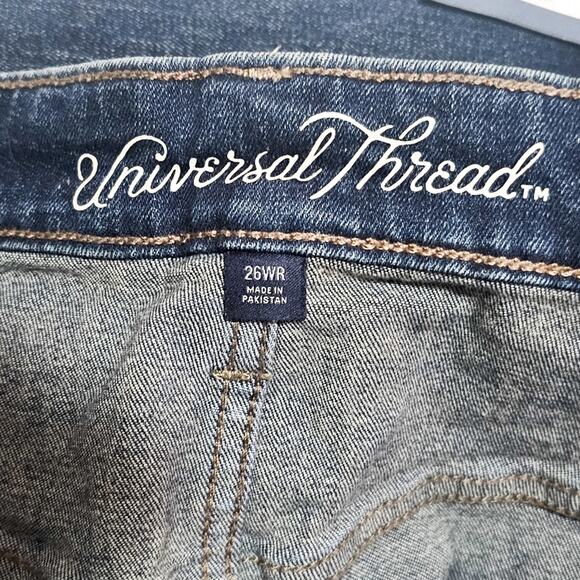 Universal Thread™
26WR
MADE IN
PAKISTAN